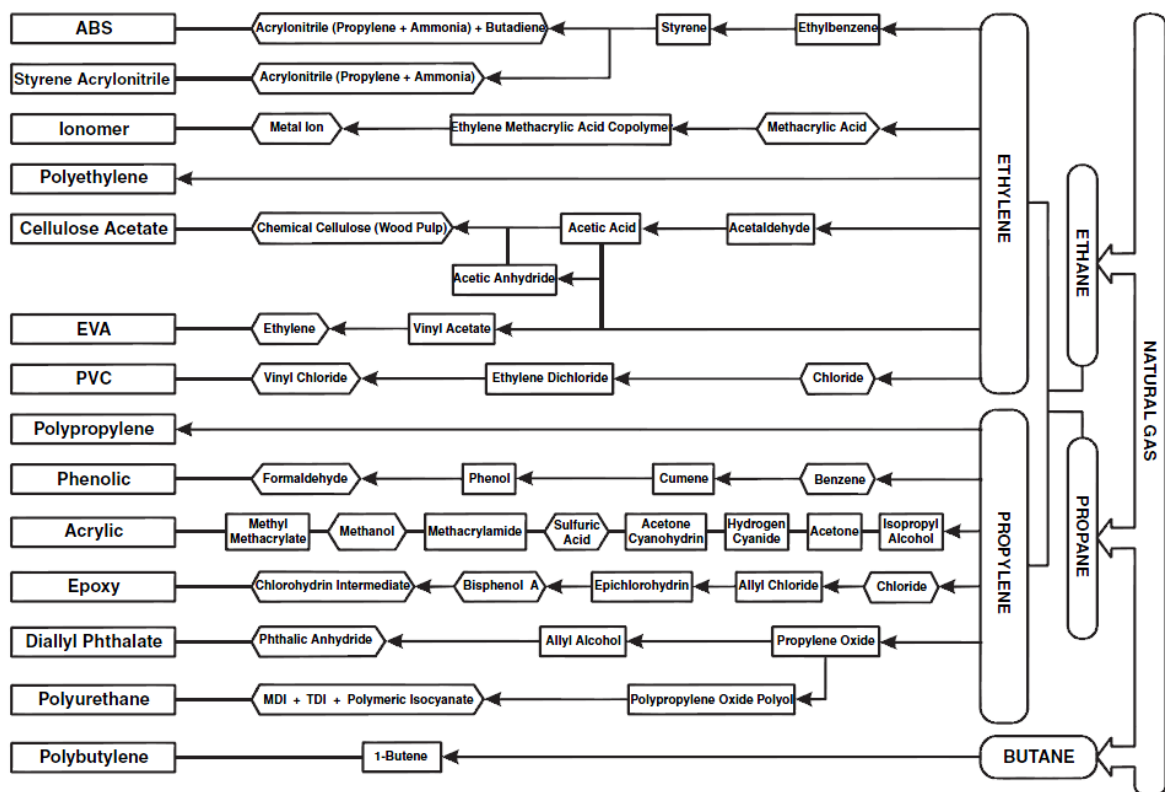 ABS
Acrylonitrile (Propylene + Ammonia) + Butadiene
Styrene
Ethylbenzene
Styrene Acrylonitrile
Acrylonitrile (Propylene + Ammonia)
Ionomer
Metal Ion
Ethylene Methacrylic Acid Copolymer
Methacrylic Acid
Polyethylene
Cellulose Acetate
Chemical Cellulose (Wood Pulp)
Acetic Acid
Acetaldehyde
Acetic Anhydride
EVA
Ethylene
Vinyl Acetate
PVC
Vinyl Chloride
Ethylene Dichloride
Chloride
Polypropylene
Phenolic
Formaldehyde
Phenol
Cumene
Benzene
Acrylic
Methyl
Methacrylate
Methanol
Methacrylamide
Sulfuric
Acid
Acetone
Cyanohydrin
Hydrogen
Cyanide
Acetone
Isopropyl
Alcohol
Epoxy
Chlorohydrin Intermediate
Bisphenol A
Epichlorohydrin
Allyl Chloride
Chloride
Diallyl Phthalate
Phthalic Anhydride
Allyl Alcohol
Propylene Oxide
Polyurethane
MDI + TDI + Polymeric Isocyanate
Polypropylene Oxide Polyol
Polybutylene
1-Butene
ETHYLENE
PROPYLENE
BUTANE
ETHANE
PROPANE
NATURAL GAS